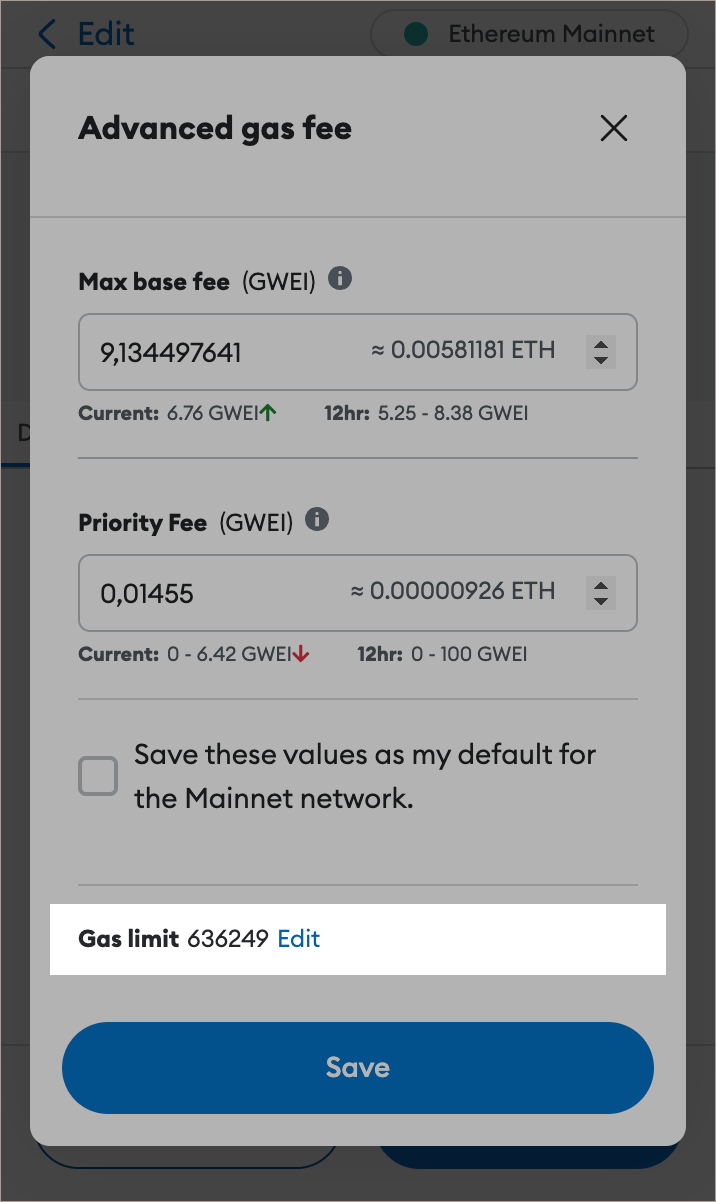 Edit
Ethereum Mainnet
Advanced gas fee
Max base fee (GWEI)
9,134497641 ≈ 0.00581181 ETH
Current: 6.76 GWEI↑ 12hr: 5.25 - 8.38 GWEI
D
Priority Fee (GWEI)
0,01455 ≈ 0.00000926 ETH
Current: 0 - 6.42 GWEI↓ 12hr: 0 - 100 GWEI
Save these values as my default for
the Mainnet network.
Gas limit 636249 Edit
Save